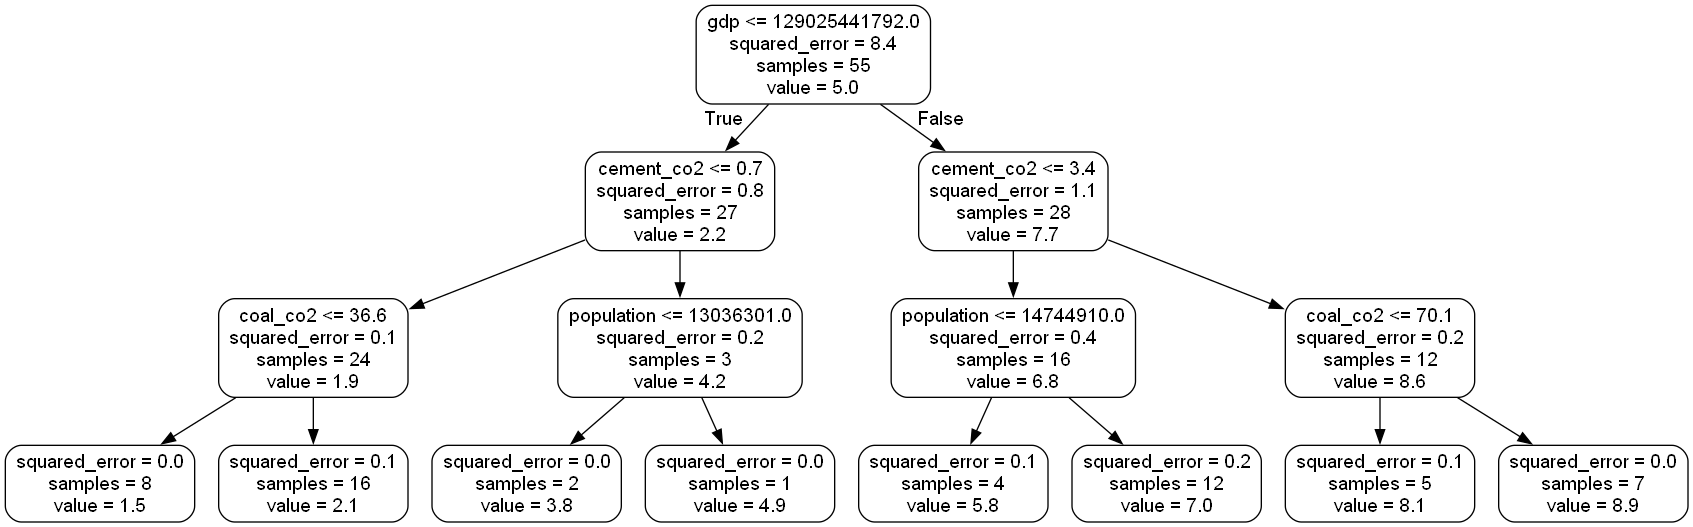 gdp <= 129025441792.0
squared_error = 8.4
samples = 55
value = 5.0
True
False
cement_co2 <= 0.7
squared_error = 0.8
samples = 27
value = 2.2
cement_co2 <= 3.4
squared_error = 1.1
samples = 28
value = 7.7
coal_co2 <= 36.6
squared_error = 0.1
samples = 24
value = 1.9
population <= 13036301.0
squared_error = 0.2
samples = 3
value = 4.2
population <= 14744910.0
squared_error = 0.4
samples = 16
value = 6.8
coal_co2 <= 70.1
squared_error = 0.2
samples = 12
value = 8.6
squared_error = 0.0
samples = 8
value = 1.5
squared_error = 0.1
samples = 16
value = 2.1
squared_error = 0.0
samples = 2
value = 3.8
squared_error = 0.0
samples = 1
value = 4.9
squared_error = 0.1
samples = 4
value = 5.8
squared_error = 0.2
samples = 12
value = 7.0
squared_error = 0.1
samples = 5
value = 8.1
squared_error = 0.0
samples = 7
value = 8.9